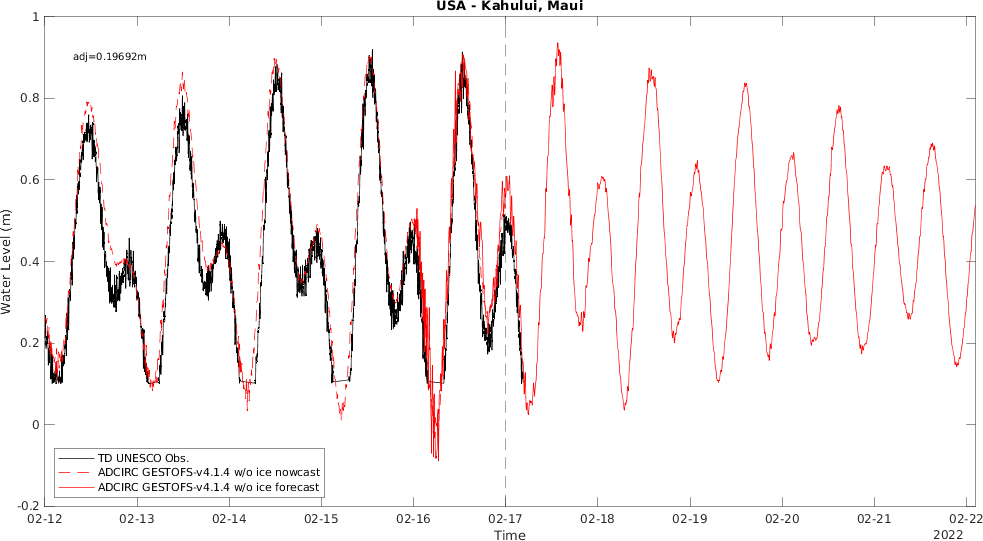 USA - Kahului, Maui
adj=0.19692m
Water Level (m)
1
0.8
0.6
0.4
0.2
0
-0.2
TD UNESCO Obs.
ADCIRC GESTOFS-v4.1.4 w/o ice nowcast
ADCIRC GESTOFS-v4.1.4 w/o ice forecast
02-12 02-13 02-14 02-15 02-16 02-17 02-18 02-19 02-20 02-21 02-22
Time
2022